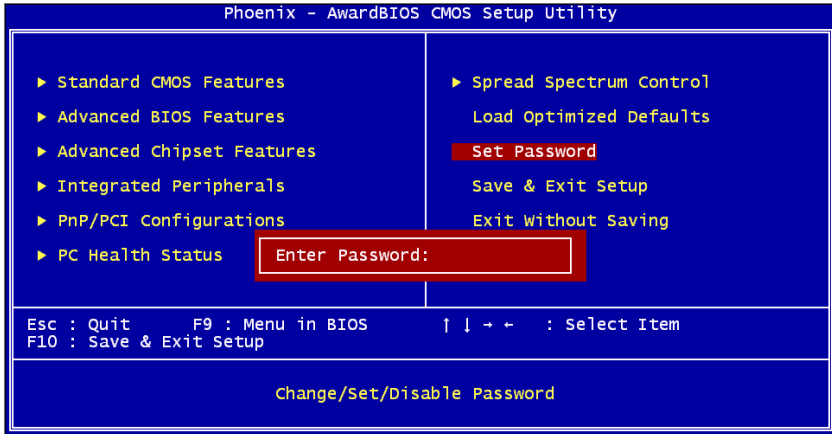 Phoenix - AwardBIOS CMOS Setup Utility
▶ Standard CMOS Features
▶ Advanced BIOS Features
▶ Advanced Chipset Features
▶ Integrated Peripherals
▶ PnP/PCI Configurations
▶ PC Health Status
▶ Spread Spectrum Control
Load Optimized Defaults
Set Password
Save & Exit Setup
Exit Without Saving
Enter Password:
Esc : Quit F9 : Menu in BIOS ↑ ↓ → ← : Select Item
F10 : Save & Exit Setup
Change/Set/Disable Password